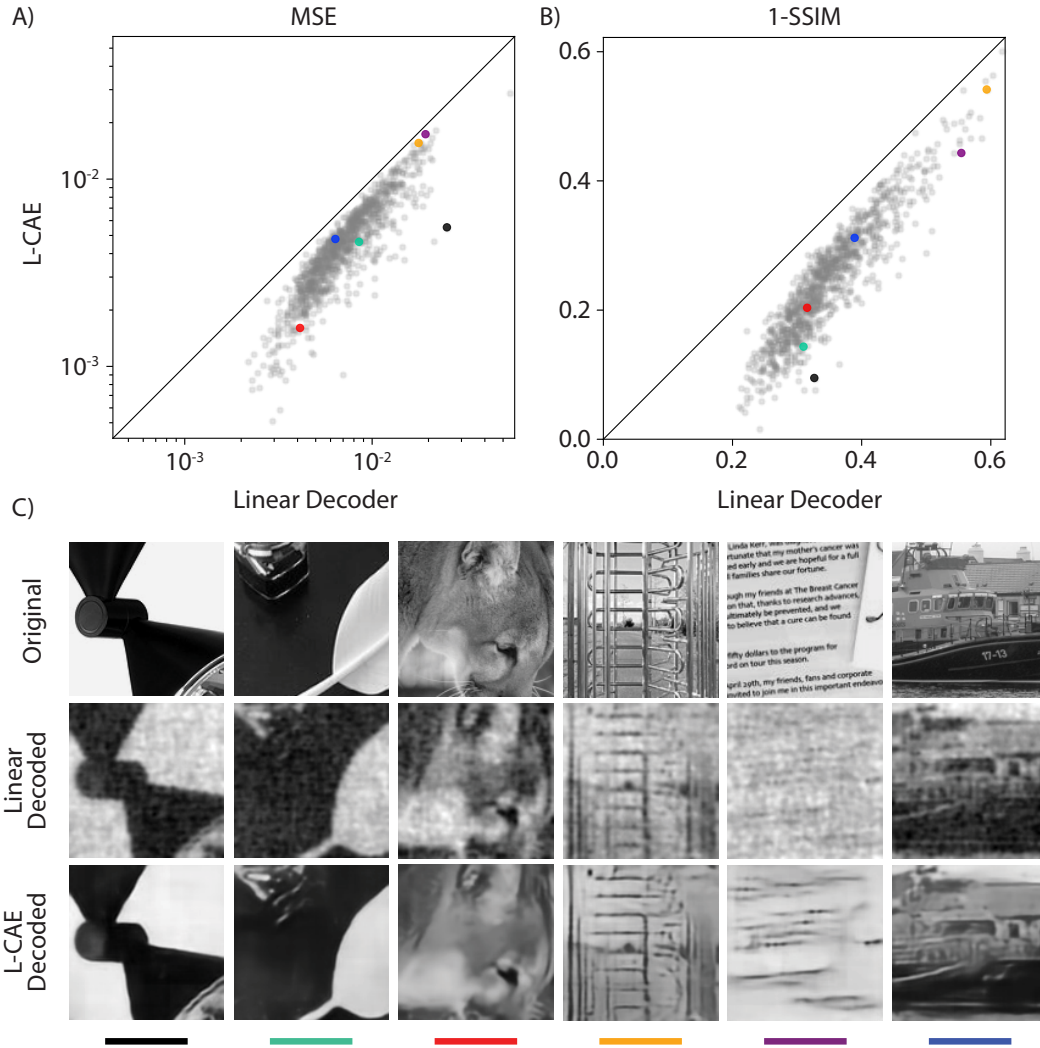 A)
MSE
B)
1-SSIM
L-CAE
10⁻²
10⁻³
10⁻³
10⁻²
Linear Decoder
0.6
0.4
0.2
0.0
0.0
0.2
0.4
0.6
Linear Decoder
C)
Original
Linda Kerr, was
rtunate that my mother's cancer was
ed early and we are hopeful for a full
l families share our fortune.
ough my friends at The Breast Cancer
on that, thanks to research advances,
ultimately be prevented, and we
to believe that a cure can be found
fifty dollars to the program for
rd on tour this season.
April 29th, my friends, fans and corporate
nvited to join me in this important endeavo
17-13
Linear
Decoded
L-CAE
Decoded